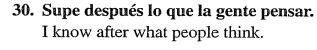 30. Supe después lo que la gente pensar.
I know after what people think.